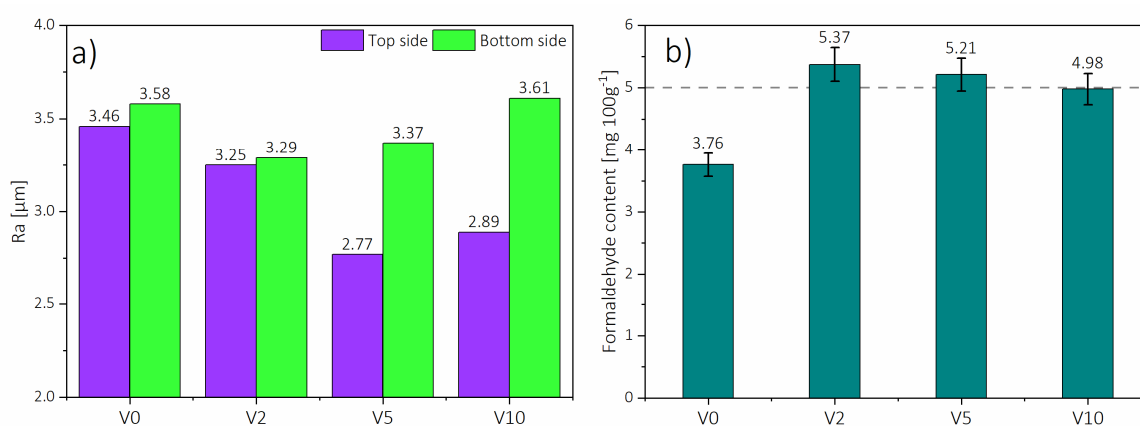 a)
Top side
Bottom side
4.0
3.5
3.0
2.5
2.0
Ra [µm]
3.46
3.58
3.25
3.29
2.77
3.37
2.89
3.61
V0
V2
V5
V10
b)
6
5
4
3
2
1
0
Formaldehyde content [mg 100g⁻¹]
3.76
5.37
5.21
4.98
V0
V2
V5
V10